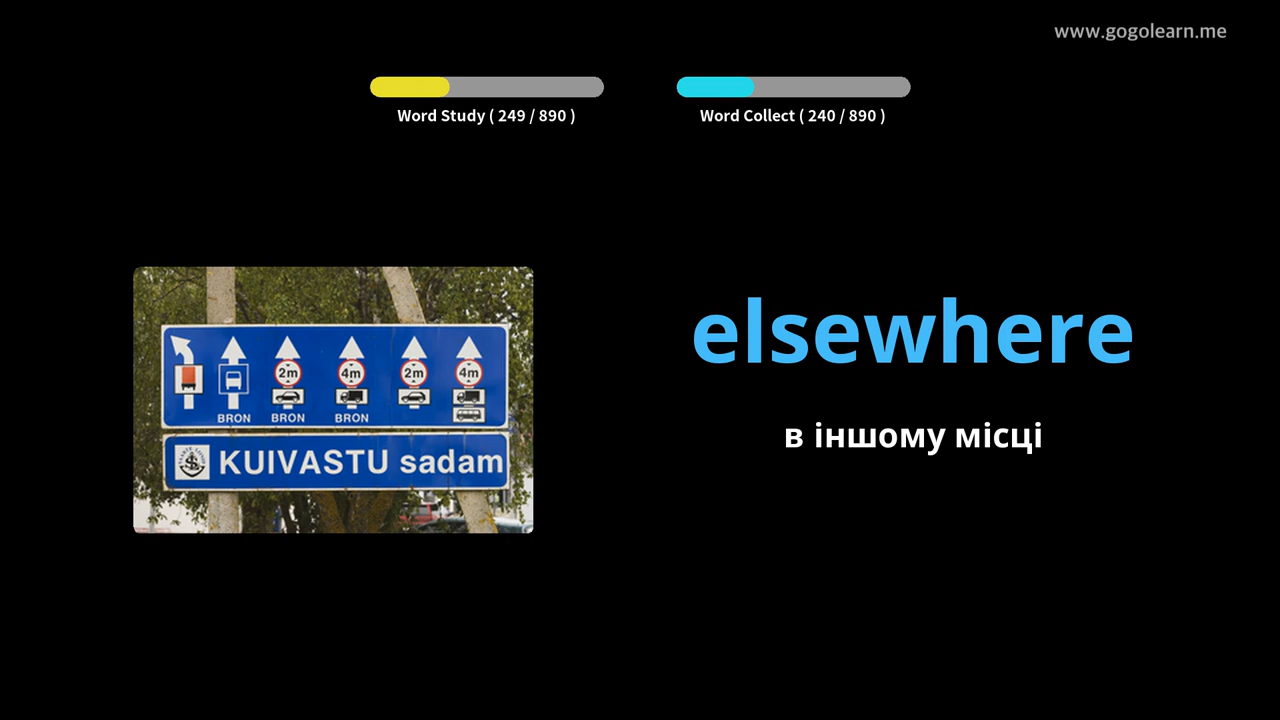 www.gogolearn.me
Word Study ( 249 / 890 )
Word Collect ( 240 / 890 )
2m 4m 2m 4m
BRON BRON BRON
KUIVASTU sadam
elsewhere
в іншому місці